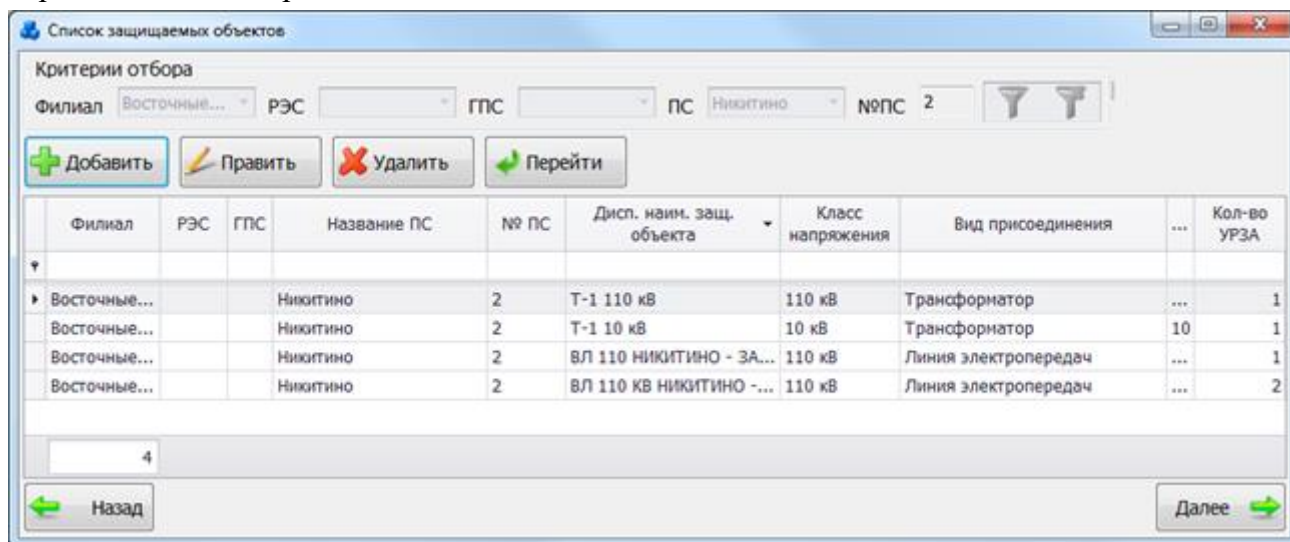 Список защищаемых объектов
Критерии отбора
Филиал Восточные... РЭС ГПС ПС Никитино №ПС 2
Добавить Править Удалить Перейти
Филиал РЭС ГПС Название ПС № ПС Дисп. наим. защ. объекта Класс напряжения Вид присоединения ... Кол-во УРЗА
Восточные... Никитино 2 Т-1 110 кВ 110 кВ Трансформатор ... 1
Восточные... Никитино 2 Т-1 10 кВ 10 кВ Трансформатор 10 1
Восточные... Никитино 2 ВЛ 110 НИКИТИНО - ЗА... 110 кВ Линия электропередач ... 1
Восточные... Никитино 2 ВЛ 110 КВ НИКИТИНО -... 110 кВ Линия электропередач ... 2
4
Назад Далее